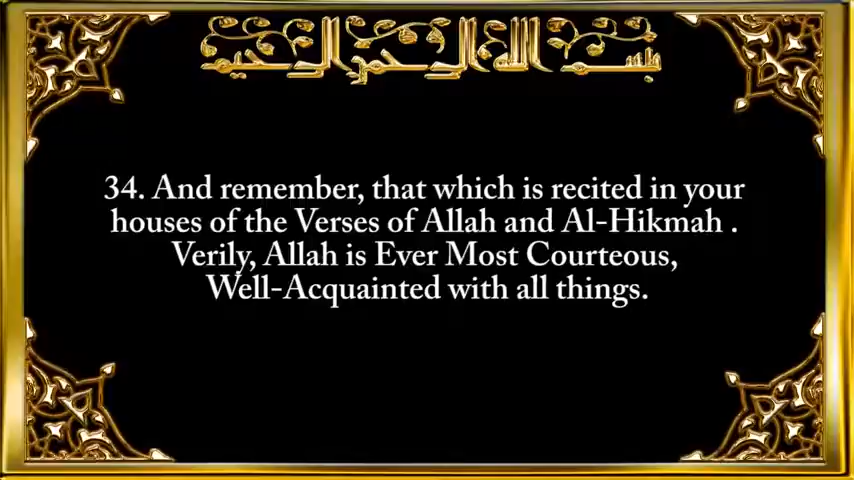 بسم الله الرحمن الرحيم
34. And remember, that which is recited in your
houses of the Verses of Allah and Al-Hikmah .
Verily, Allah is Ever Most Courteous,
Well-Acquainted with all things.